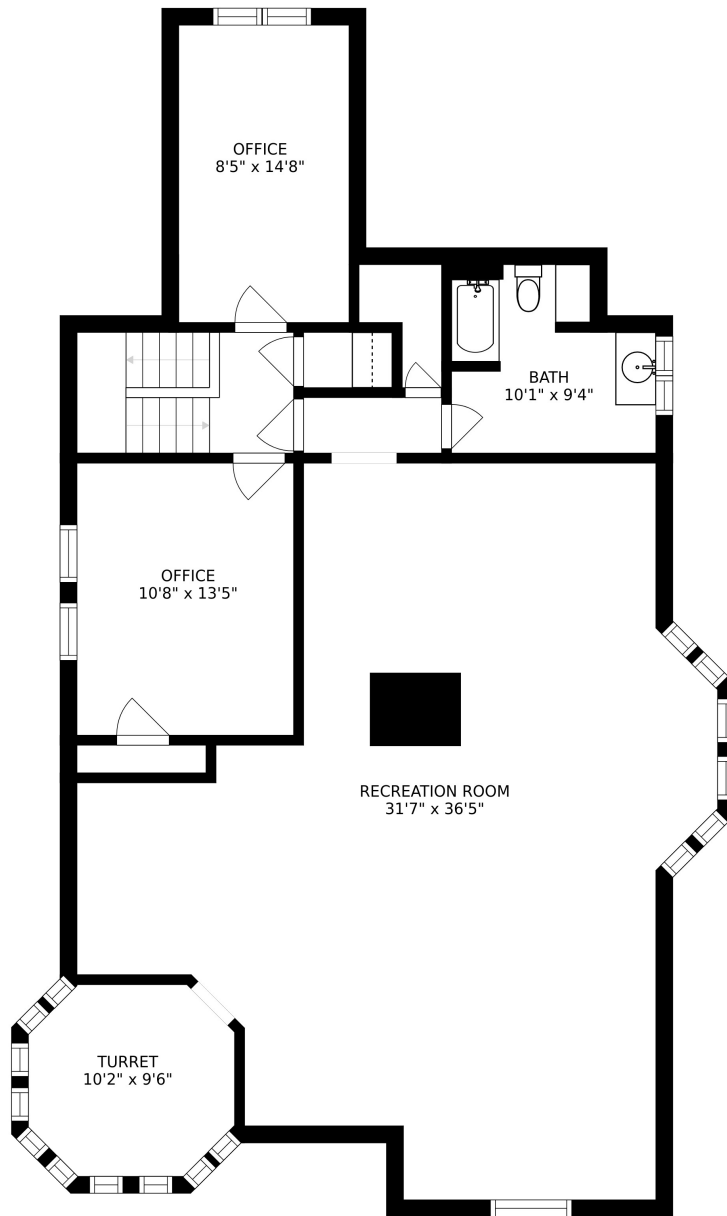 OFFICE
8'5" x 14'8"
BATH
10'1" x 9'4"
OFFICE
10'8" x 13'5"
RECREATION ROOM
31'7" x 36'5"
TURRET
10'2" x 9'6"